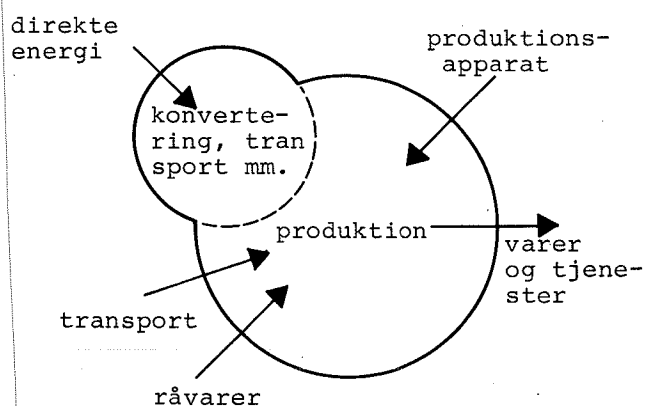 direkte
energi
produktions-
apparat
konverte-
ring, tran
sport mm.
produktion
varer
og tjene-
ster
transport
råvarer